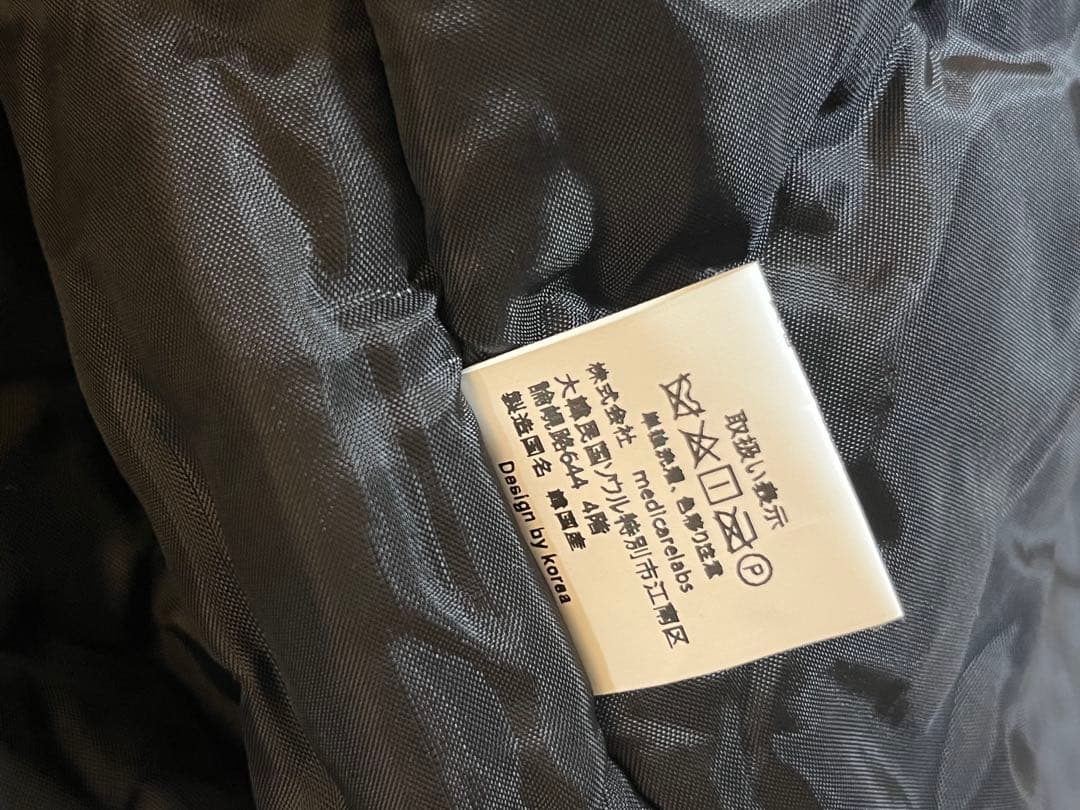 取扱い表示
P
単独洗濯、色移り注意
株式会社 medicarelabs
大韓民国ソウル特別市江南区
論峴路644 4階
製造国名 韓国産
Design by korea